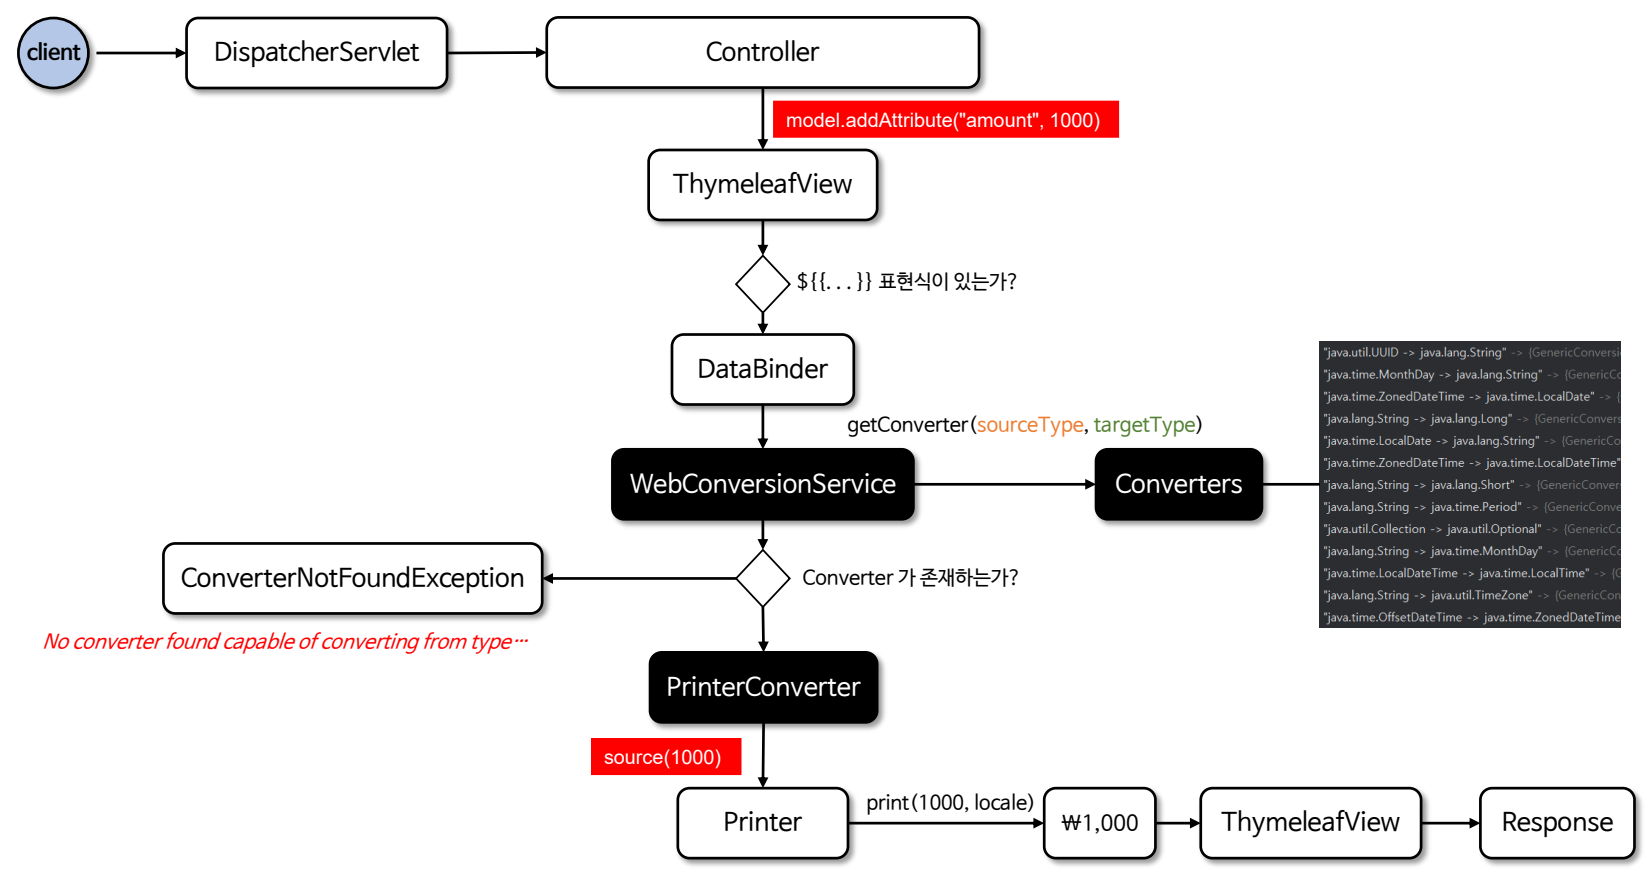 client
DispatcherServlet
Controller
model.addAttribute("amount", 1000)
ThymeleafView
${{...}} 표현식이 있는가?
DataBinder
getConverter(sourceType, targetType)
WebConversionService
Converters
"java.util.UUID -> java.lang.String" -> {GenericConversi
"java.time.MonthDay -> java.lang.String" -> {GenericCo
"java.time.ZonedDateTime -> java.time.LocalDate" -> {
"java.lang.String -> java.lang.Long" -> {GenericConvers
"java.time.LocalDate -> java.lang.String" -> {GenericCo
"java.time.ZonedDateTime -> java.time.LocalDateTime"
"java.lang.String -> java.lang.Short" -> {GenericConver
"java.lang.String -> java.time.Period" -> {GenericConve
"java.util.Collection -> java.util.Optional" -> {GenericCo
"java.lang.String -> java.time.MonthDay" -> {GenericCo
"java.time.LocalDateTime -> java.time.LocalTime" -> {G
"java.lang.String -> java.util.TimeZone" -> {GenericCon
"java.time.OffsetDateTime -> java.time.ZonedDateTime
ConverterNotFoundException
Converter 가 존재하는가?
No converter found capable of converting from type…
PrinterConverter
source(1000)
Printer
print(1000, locale)
₩1,000
ThymeleafView
Response